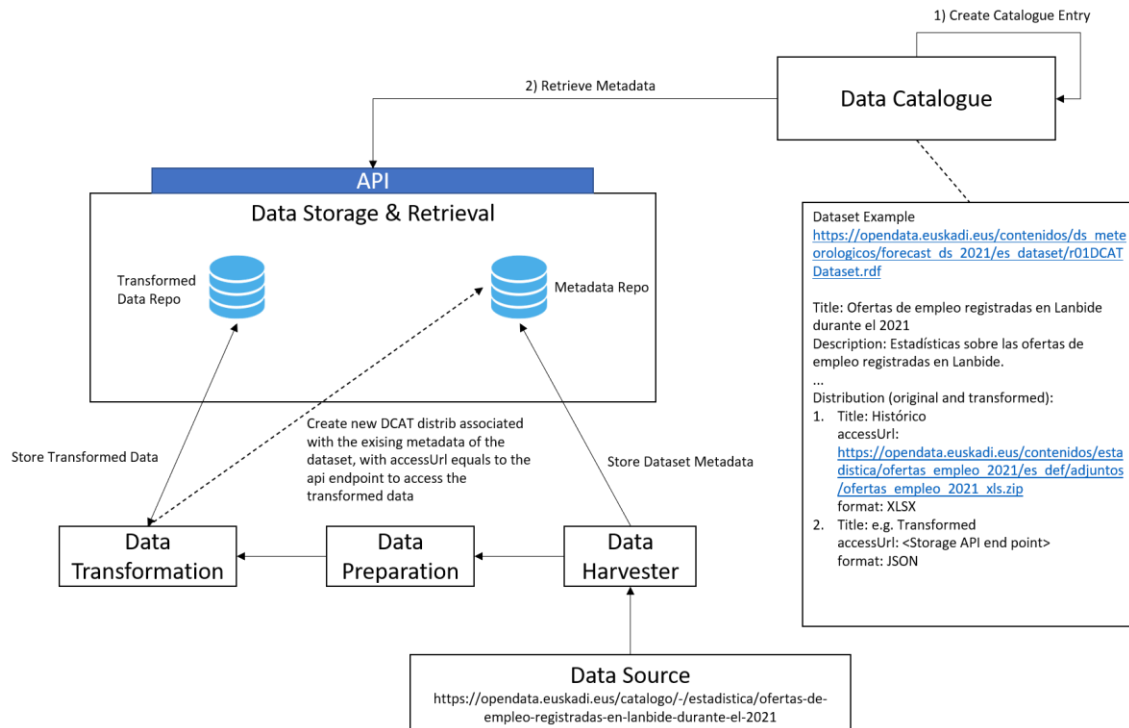 1) Create Catalogue Entry
2) Retrieve Metadata
Data Catalogue
API
Data Storage & Retrieval
Transformed
Data Repo
Metadata Repo
Dataset Example
https://opendata.euskadi.eus/contenidos/ds_mete
orologicos/forecast_ds_2021/es_dataset/r01DCAT
Dataset.rdf
Title: Ofertas de empleo registradas en Lanbide
durante el 2021
Description: Estadísticas sobre las ofertas de
empleo registradas en Lanbide.
...
Distribution (original and transformed):
1. Title: Histórico
accessUrl:
https://opendata.euskadi.eus/contenidos/esta
distica/ofertas_empleo_2021/es_def/adjuntos
/ofertas_empleo_2021_xls.zip
format: XLSX
2. Title: e.g. Transformed
accessUrl: <Storage API end point>
format: JSON
Store Transformed Data
Create new DCAT distrib associated
with the exising metadata of the
dataset, with accessUrl equals to the
api endpoint to access the
transformed data
Store Dataset Metadata
Data
Transformation
Data
Preparation
Data
Harvester
Data Source
https://opendata.euskadi.eus/catalogo/-/estadistica/ofertas-de-
empleo-registradas-en-lanbide-durante-el-2021